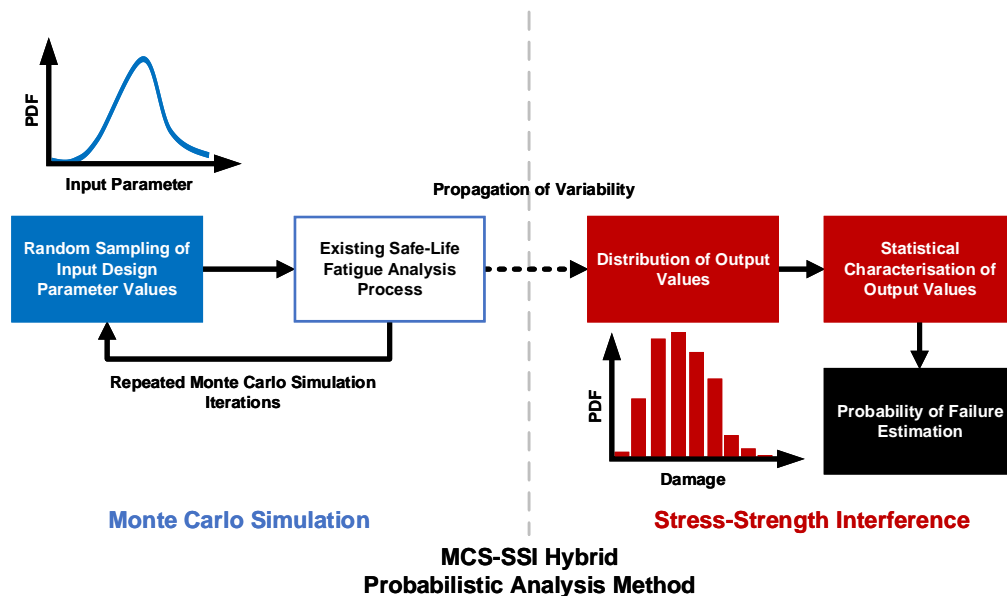 PDF
Input Parameter
Propagation of Variability
Random Sampling of
Input Design
Parameter Values
Existing Safe-Life
Fatigue Analysis
Process
Distribution of Output
Values
Statistical
Characterisation of
Output Values
Repeated Monte Carlo Simulation
Iterations
PDF
Damage
Probability of Failure
Estimation
Monte Carlo Simulation
Stress-Strength Interference
MCS-SSI Hybrid
Probabilistic Analysis Method